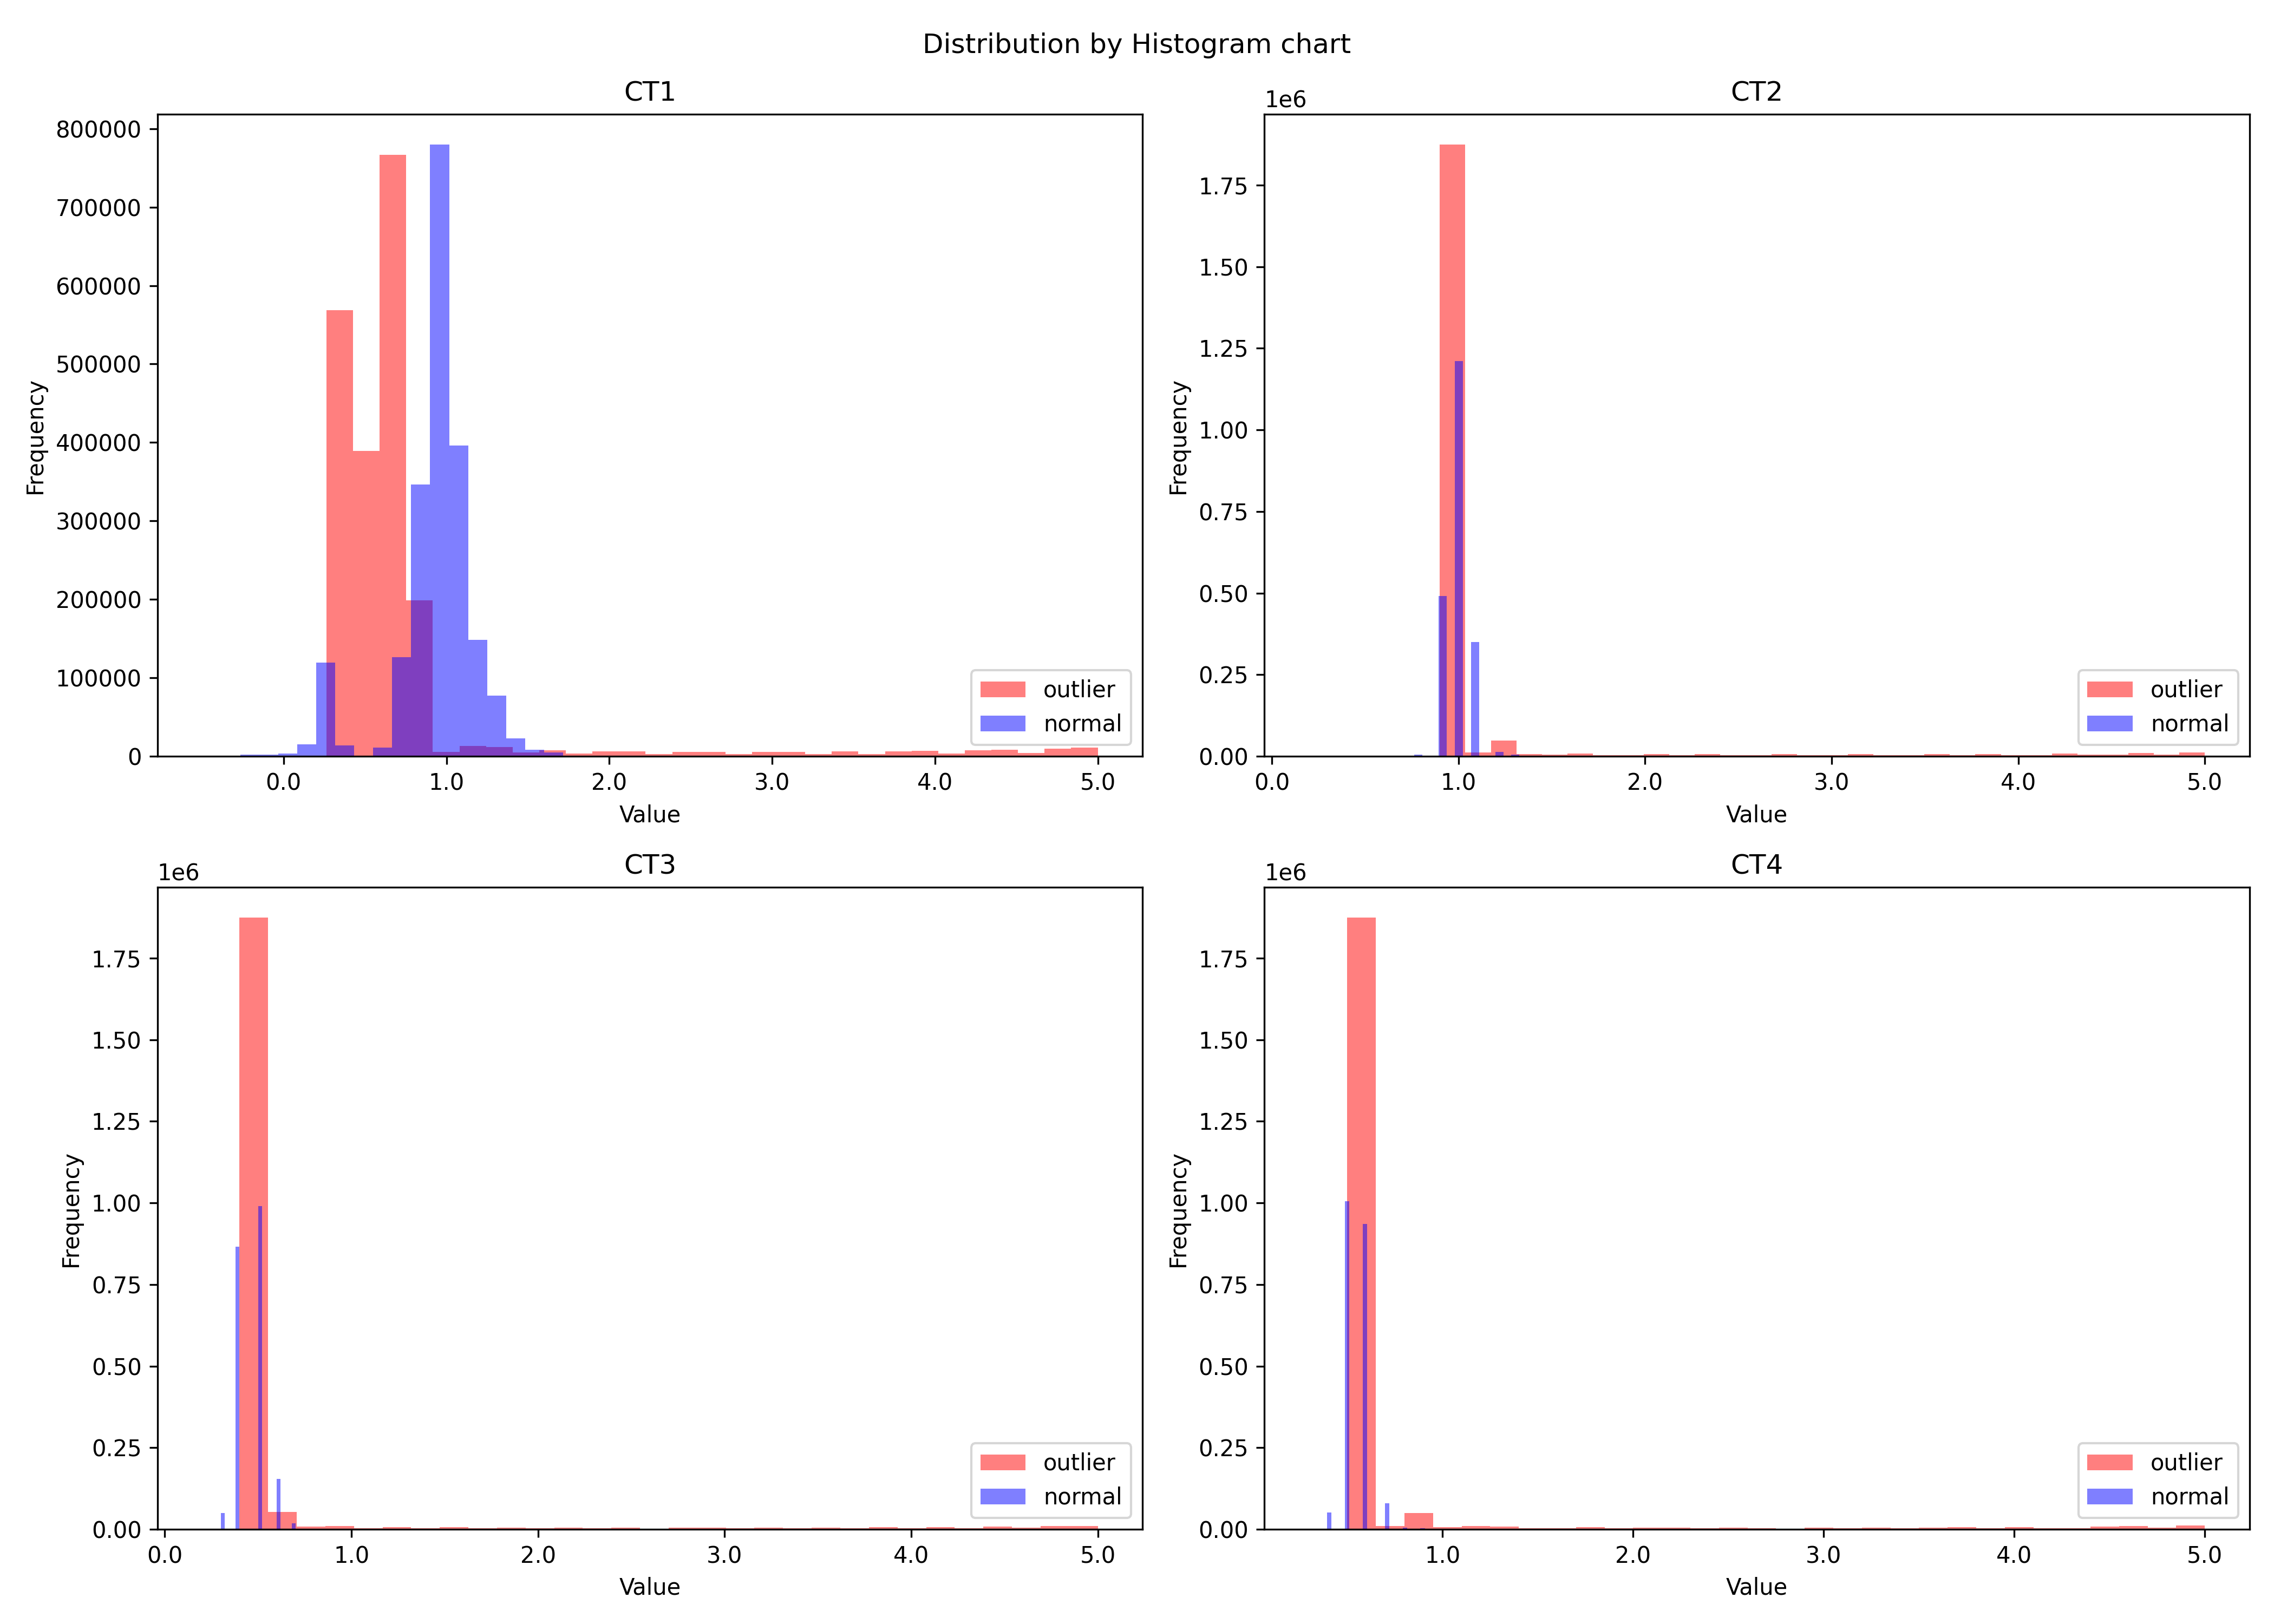 Distribution by Histogram chart
CT1
800000
700000
600000
500000
400000
300000
200000
100000
0
Frequency
0.0 1.0 2.0 3.0 4.0 5.0
Value
outlier
normal
CT2
1e6
1.75
1.50
1.25
1.00
0.75
0.50
0.25
0.00
Frequency
0.0 1.0 2.0 3.0 4.0 5.0
Value
outlier
normal
CT3
1e6
1.75
1.50
1.25
1.00
0.75
0.50
0.25
0.00
Frequency
0.0 1.0 2.0 3.0 4.0 5.0
Value
outlier
normal
CT4
1e6
1.75
1.50
1.25
1.00
0.75
0.50
0.25
0.00
Frequency
1.0 2.0 3.0 4.0 5.0
Value
outlier
normal